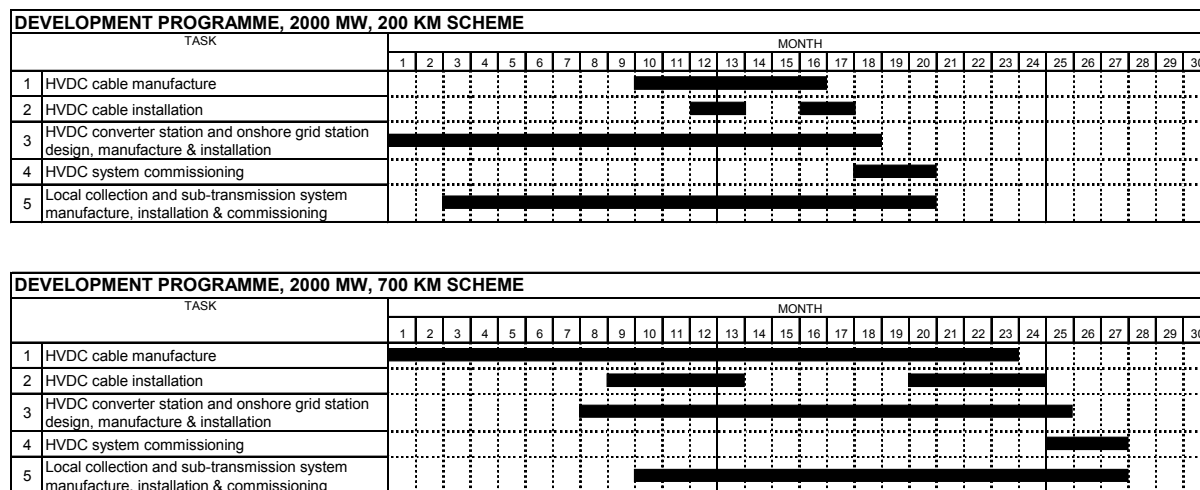 DEVELOPMENT PROGRAMME, 2000 MW, 200 KM SCHEME
TASK MONTH
1 2 3 4 5 6 7 8 9 10 11 12 13 14 15 16 17 18 19 20 21 22 23 24 25 26 27 28 29 30
1 HVDC cable manufacture
2 HVDC cable installation
3 HVDC converter station and onshore grid station
design, manufacture & installation
4 HVDC system commissioning
5 Local collection and sub-transmission system
manufacture, installation & commissioning
DEVELOPMENT PROGRAMME, 2000 MW, 700 KM SCHEME
TASK MONTH
1 2 3 4 5 6 7 8 9 10 11 12 13 14 15 16 17 18 19 20 21 22 23 24 25 26 27 28 29 30
1 HVDC cable manufacture
2 HVDC cable installation
3 HVDC converter station and onshore grid station
design, manufacture & installation
4 HVDC system commissioning
5 Local collection and sub-transmission system
manufacture, installation & commissioning